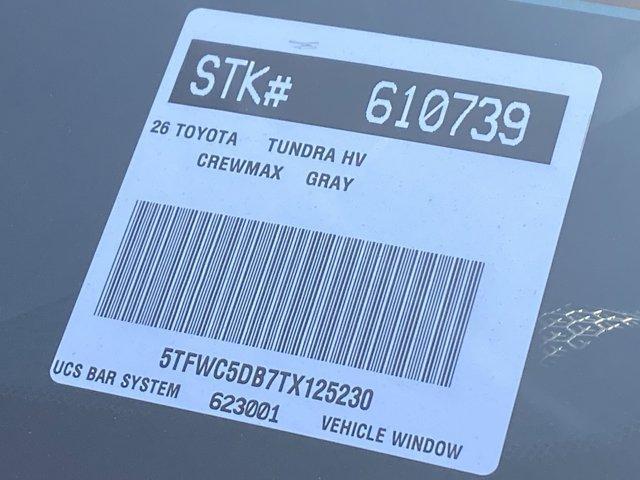 STK# 610739
26 TOYOTA TUNDRA HV
CREWMAX GRAY
5TFWC5DB7TX125230
UCS BAR SYSTEM 623001 VEHICLE WINDOW